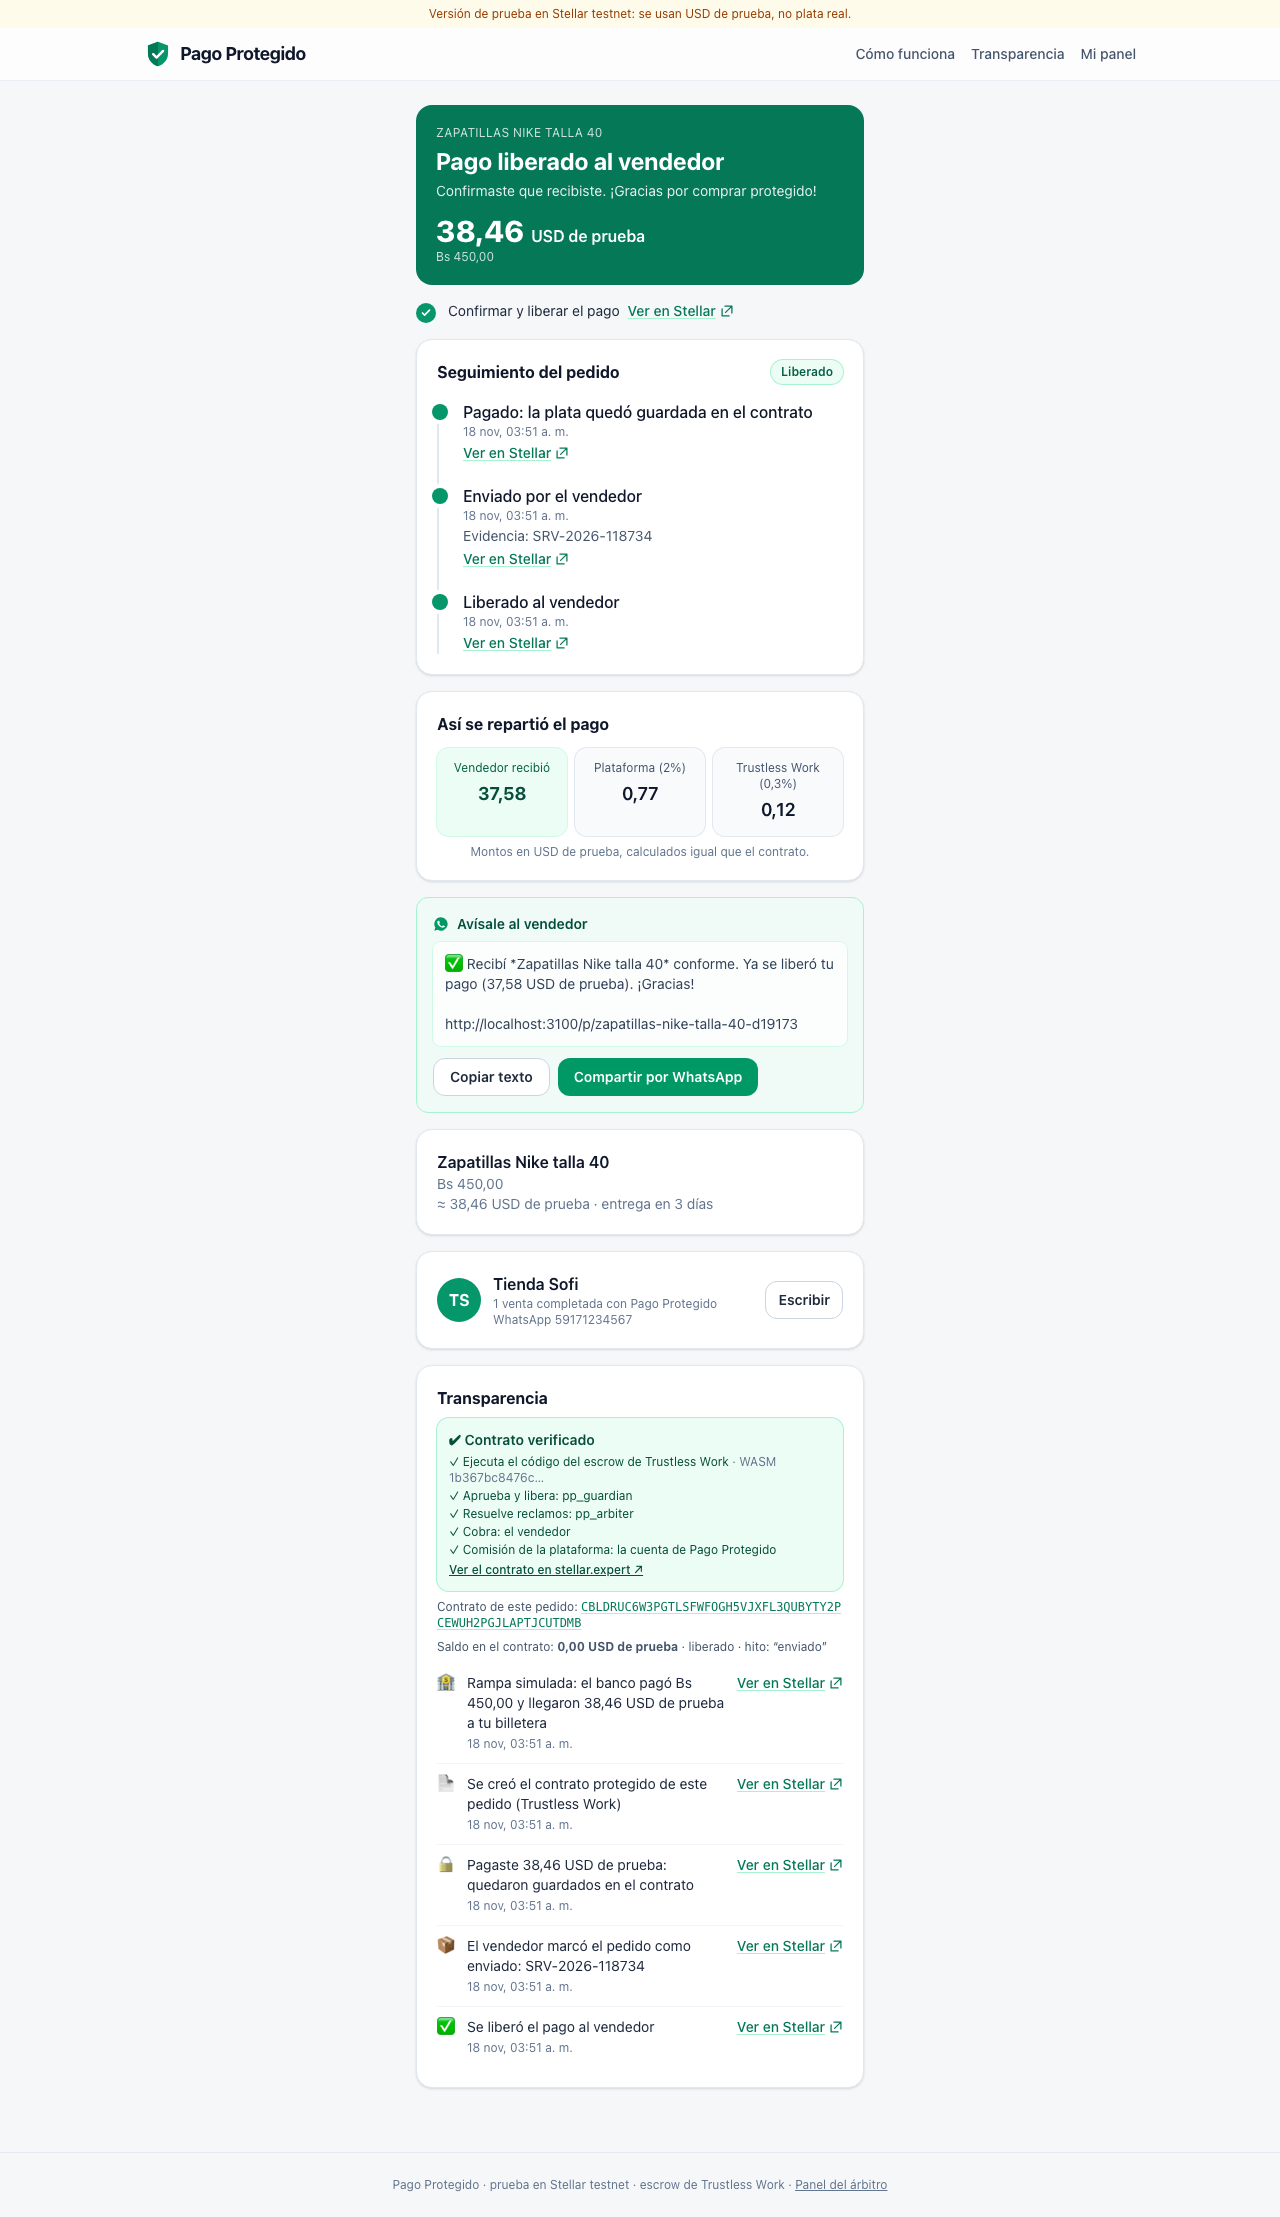 Versión de prueba en Stellar testnet: se usan USD de prueba, no plata real.
Pago Protegido
Cómo funciona
Transparencia
Mi panel
ZAPATILLAS NIKE TALLA 40
Pago liberado al vendedor
Confirmaste que recibiste. ¡Gracias por comprar protegido!
38,46 USD de prueba
Bs 450,00
Confirmar y liberar el pago Ver en Stellar
Seguimiento del pedido
Liberado
Pagado: la plata quedó guardada en el contrato
18 nov, 03:51 a. m.
Ver en Stellar
Enviado por el vendedor
18 nov, 03:51 a. m.
Evidencia: SRV-2026-118734
Ver en Stellar
Liberado al vendedor
18 nov, 03:51 a. m.
Ver en Stellar
Así se repartió el pago
Vendedor recibió
37,58
Plataforma (2%)
0,77
Trustless Work
(0,3%)
0,12
Montos en USD de prueba, calculados igual que el contrato.
Avísale al vendedor
✅ Recibí *Zapatillas Nike talla 40* conforme. Ya se liberó tu
pago (37,58 USD de prueba). ¡Gracias!
http://localhost:3100/p/zapatillas-nike-talla-40-d19173
Copiar texto
Compartir por WhatsApp
Zapatillas Nike talla 40
Bs 450,00
≈ 38,46 USD de prueba · entrega en 3 días
TS
Tienda Sofi
1 venta completada con Pago Protegido
WhatsApp 59171234567
Escribir
Transparencia
✔ Contrato verificado
✓ Ejecuta el código del escrow de Trustless Work · WASM
1b367bc8476c…
✓ Aprueba y libera: pp_guardian
✓ Resuelve reclamos: pp_arbiter
✓ Cobra: el vendedor
✓ Comisión de la plataforma: la cuenta de Pago Protegido
Ver el contrato en stellar.expert ↗
Contrato de este pedido: CBLDRUC6W3PGTLSFWFOGH5VJXFL3QUBYTY2P
CEWUH2PGJLAPTJCUTDMB
Saldo en el contrato: 0,00 USD de prueba · liberado · hito: “enviado”
Rampa simulada: el banco pagó Bs
450,00 y llegaron 38,46 USD de prueba
a tu billetera
18 nov, 03:51 a. m.
Ver en Stellar
Se creó el contrato protegido de este
pedido (Trustless Work)
18 nov, 03:51 a. m.
Ver en Stellar
Pagaste 38,46 USD de prueba:
quedaron guardados en el contrato
18 nov, 03:51 a. m.
Ver en Stellar
El vendedor marcó el pedido como
enviado: SRV-2026-118734
18 nov, 03:51 a. m.
Ver en Stellar
Se liberó el pago al vendedor
18 nov, 03:51 a. m.
Ver en Stellar
Pago Protegido · prueba en Stellar testnet · escrow de Trustless Work · Panel del árbitro